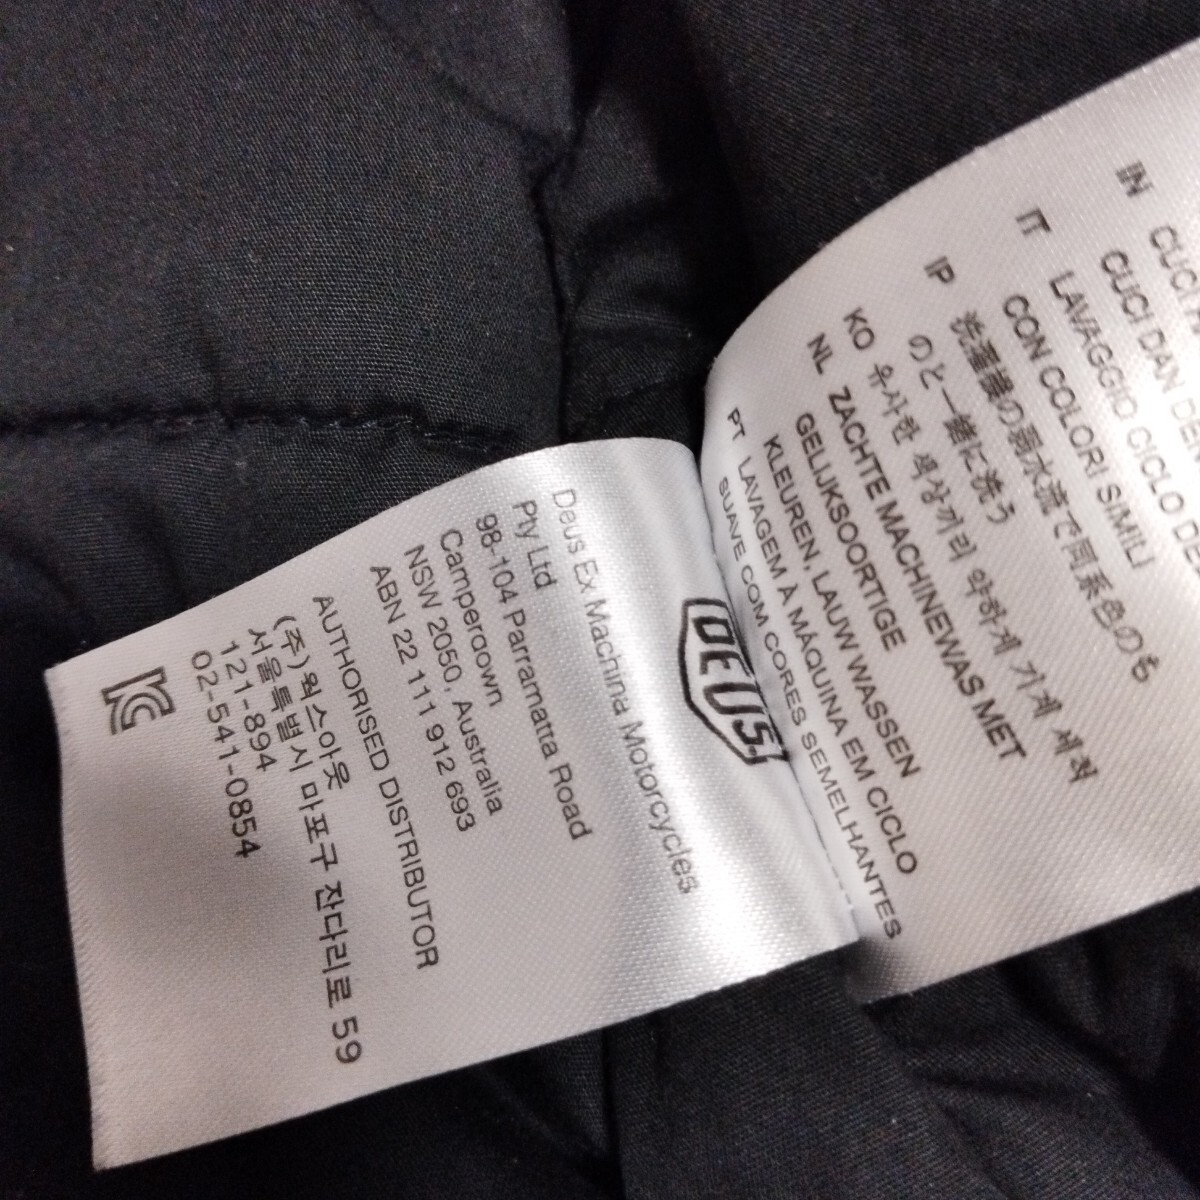 IN
CUCI DAN DEN
IT LAVAGGIO CICLO DEL
CON COLORI SIMILI
IP 洗濯機の弱水流で同系色のも
のと一緒に洗う
KO 유사한 색상끼리 약하게 기계 세척
NL ZACHTE MACHINEWAS MET
GELIJKSOORTIGE
KLEUREN, LAUW WASSEN
PT LAVAGEM À MÁQUINA EM CICLO
SUAVE COM CORES SEMELHANTES
DEUS
Deus Ex Machina Motorcycles
Pty Ltd
98-104 Parramatta Road
Camperdown
NSW 2050, Australia
ABN 22 111 912 693
AUTHORISED DISTRIBUTOR
(주)웍스아웃
서울특별시 마포구 잔다리로 59
121-894
02-541-0854